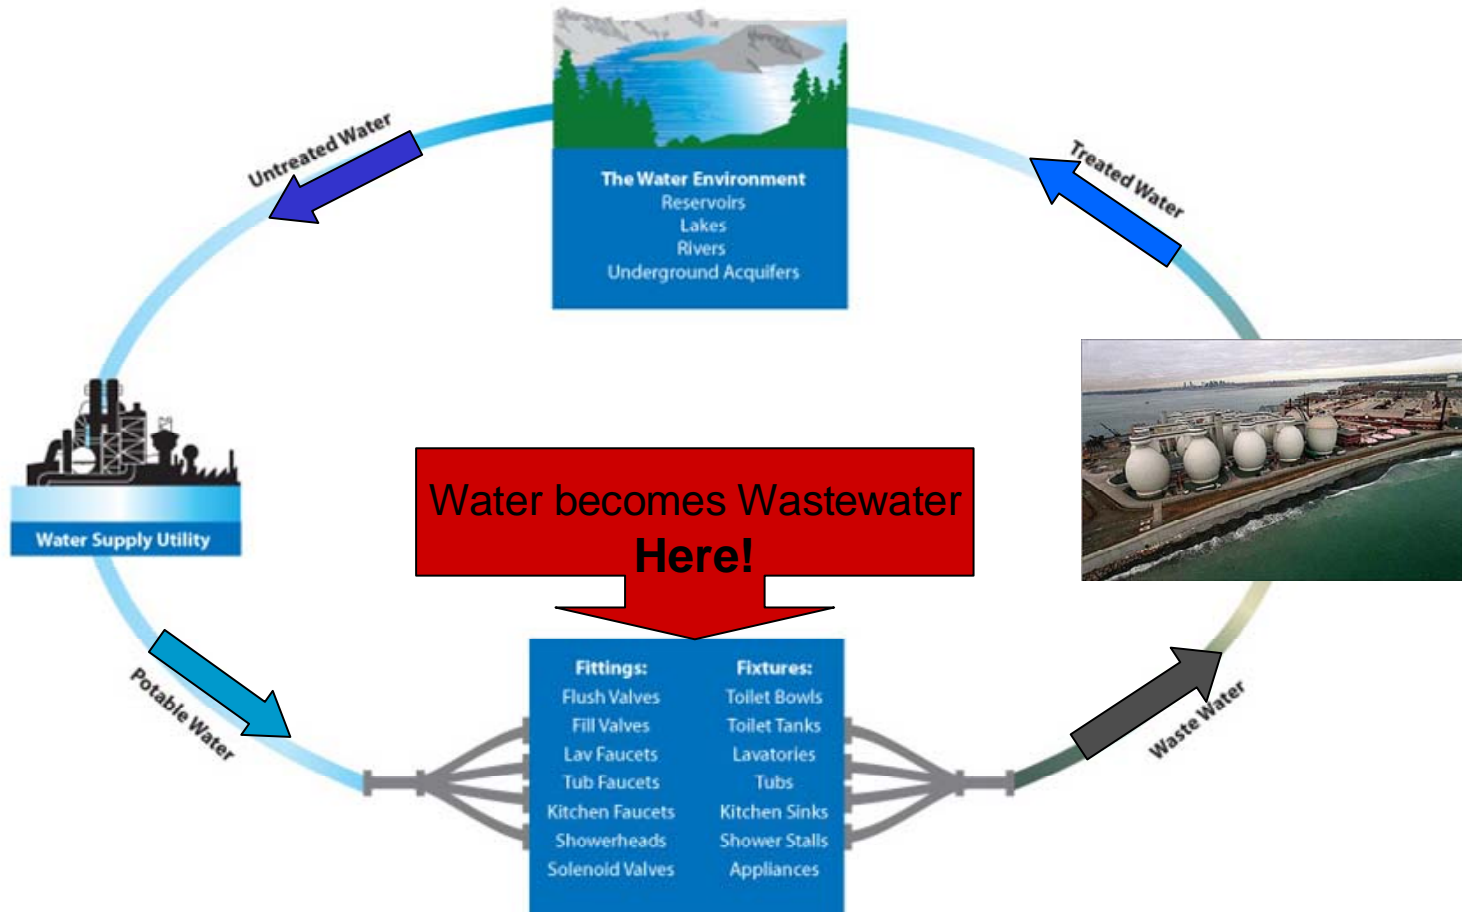 Untreated Water
Treated Water
The Water Environment
Reservoirs
Lakes
Rivers
Underground Acquifers
Water Supply Utility
Water becomes Wastewater
Here!
Potable Water
Waste Water
Fittings:
Flush Valves
Fill Valves
Lav Faucets
Tub Faucets
Kitchen Faucets
Showerheads
Solenoid Valves
Fixtures:
Toilet Bowls
Toilet Tanks
Lavatories
Tubs
Kitchen Sinks
Shower Stalls
Appliances